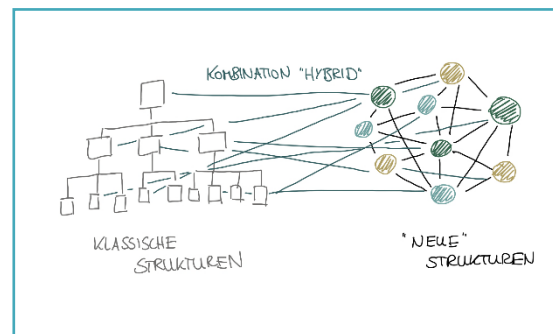 KOMBINATION "HYBRID"
KLASSISCHE
STRUKTUREN
"NEUE"
STRUKTUREN